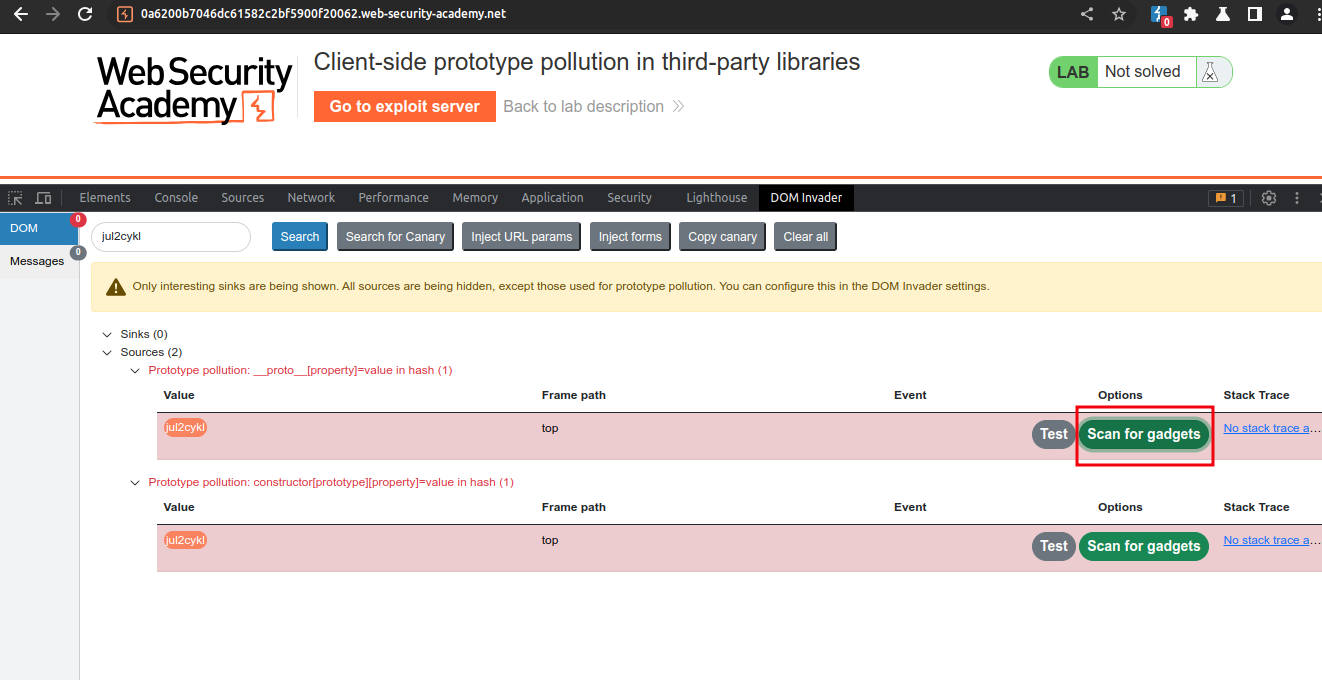 0a6200b7046dc61582c2bf5900f20062.web-security-academy.net
0
Web Security
Academy
Client-side prototype pollution in third-party libraries
Go to exploit server
Back to lab description
LAB
Not solved
Elements
Console
Sources
Network
Performance
Memory
Application
Security
Lighthouse
DOM Invader
1
DOM
0
Messages
0
jul2cykl
Search
Search for Canary
Inject URL params
Inject forms
Copy canary
Clear all
Only interesting sinks are being shown. All sources are being hidden, except those used for prototype pollution. You can configure this in the DOM Invader settings.
Sinks (0)
Sources (2)
Prototype pollution: __proto__[property]=value in hash (1)
Value
Frame path
Event
Options
Stack Trace
jul2cykl
top
Test
Scan for gadgets
No stack trace a...
Prototype pollution: constructor[prototype][property]=value in hash (1)
Value
Frame path
Event
Options
Stack Trace
jul2cykl
top
Test
Scan for gadgets
No stack trace a...